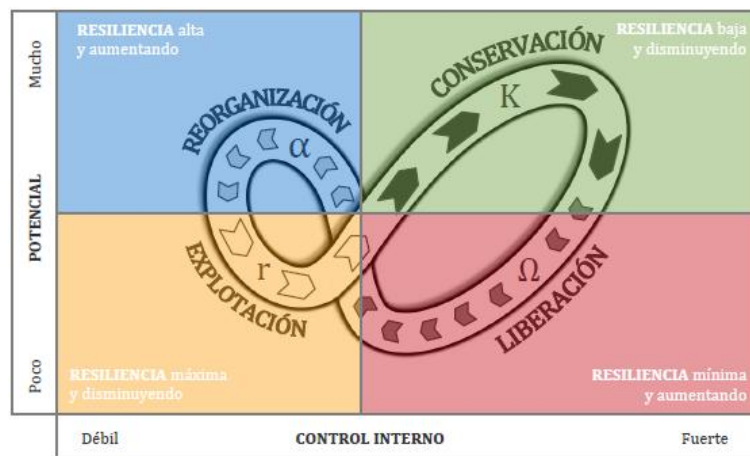 RESILIENCIA alta
y aumentando
RESILIENCIA baja
y disminuyendo
Mucho
POTENCIAL
Poco
REORGANIZACIÓN
α
CONSERVACIÓN
K
EXPLOTACIÓN
r
LIBERACIÓN
Ω
RESILIENCIA máxima
y disminuyendo
RESILIENCIA mínima
y aumentando
Débil
CONTROL INTERNO
Fuerte